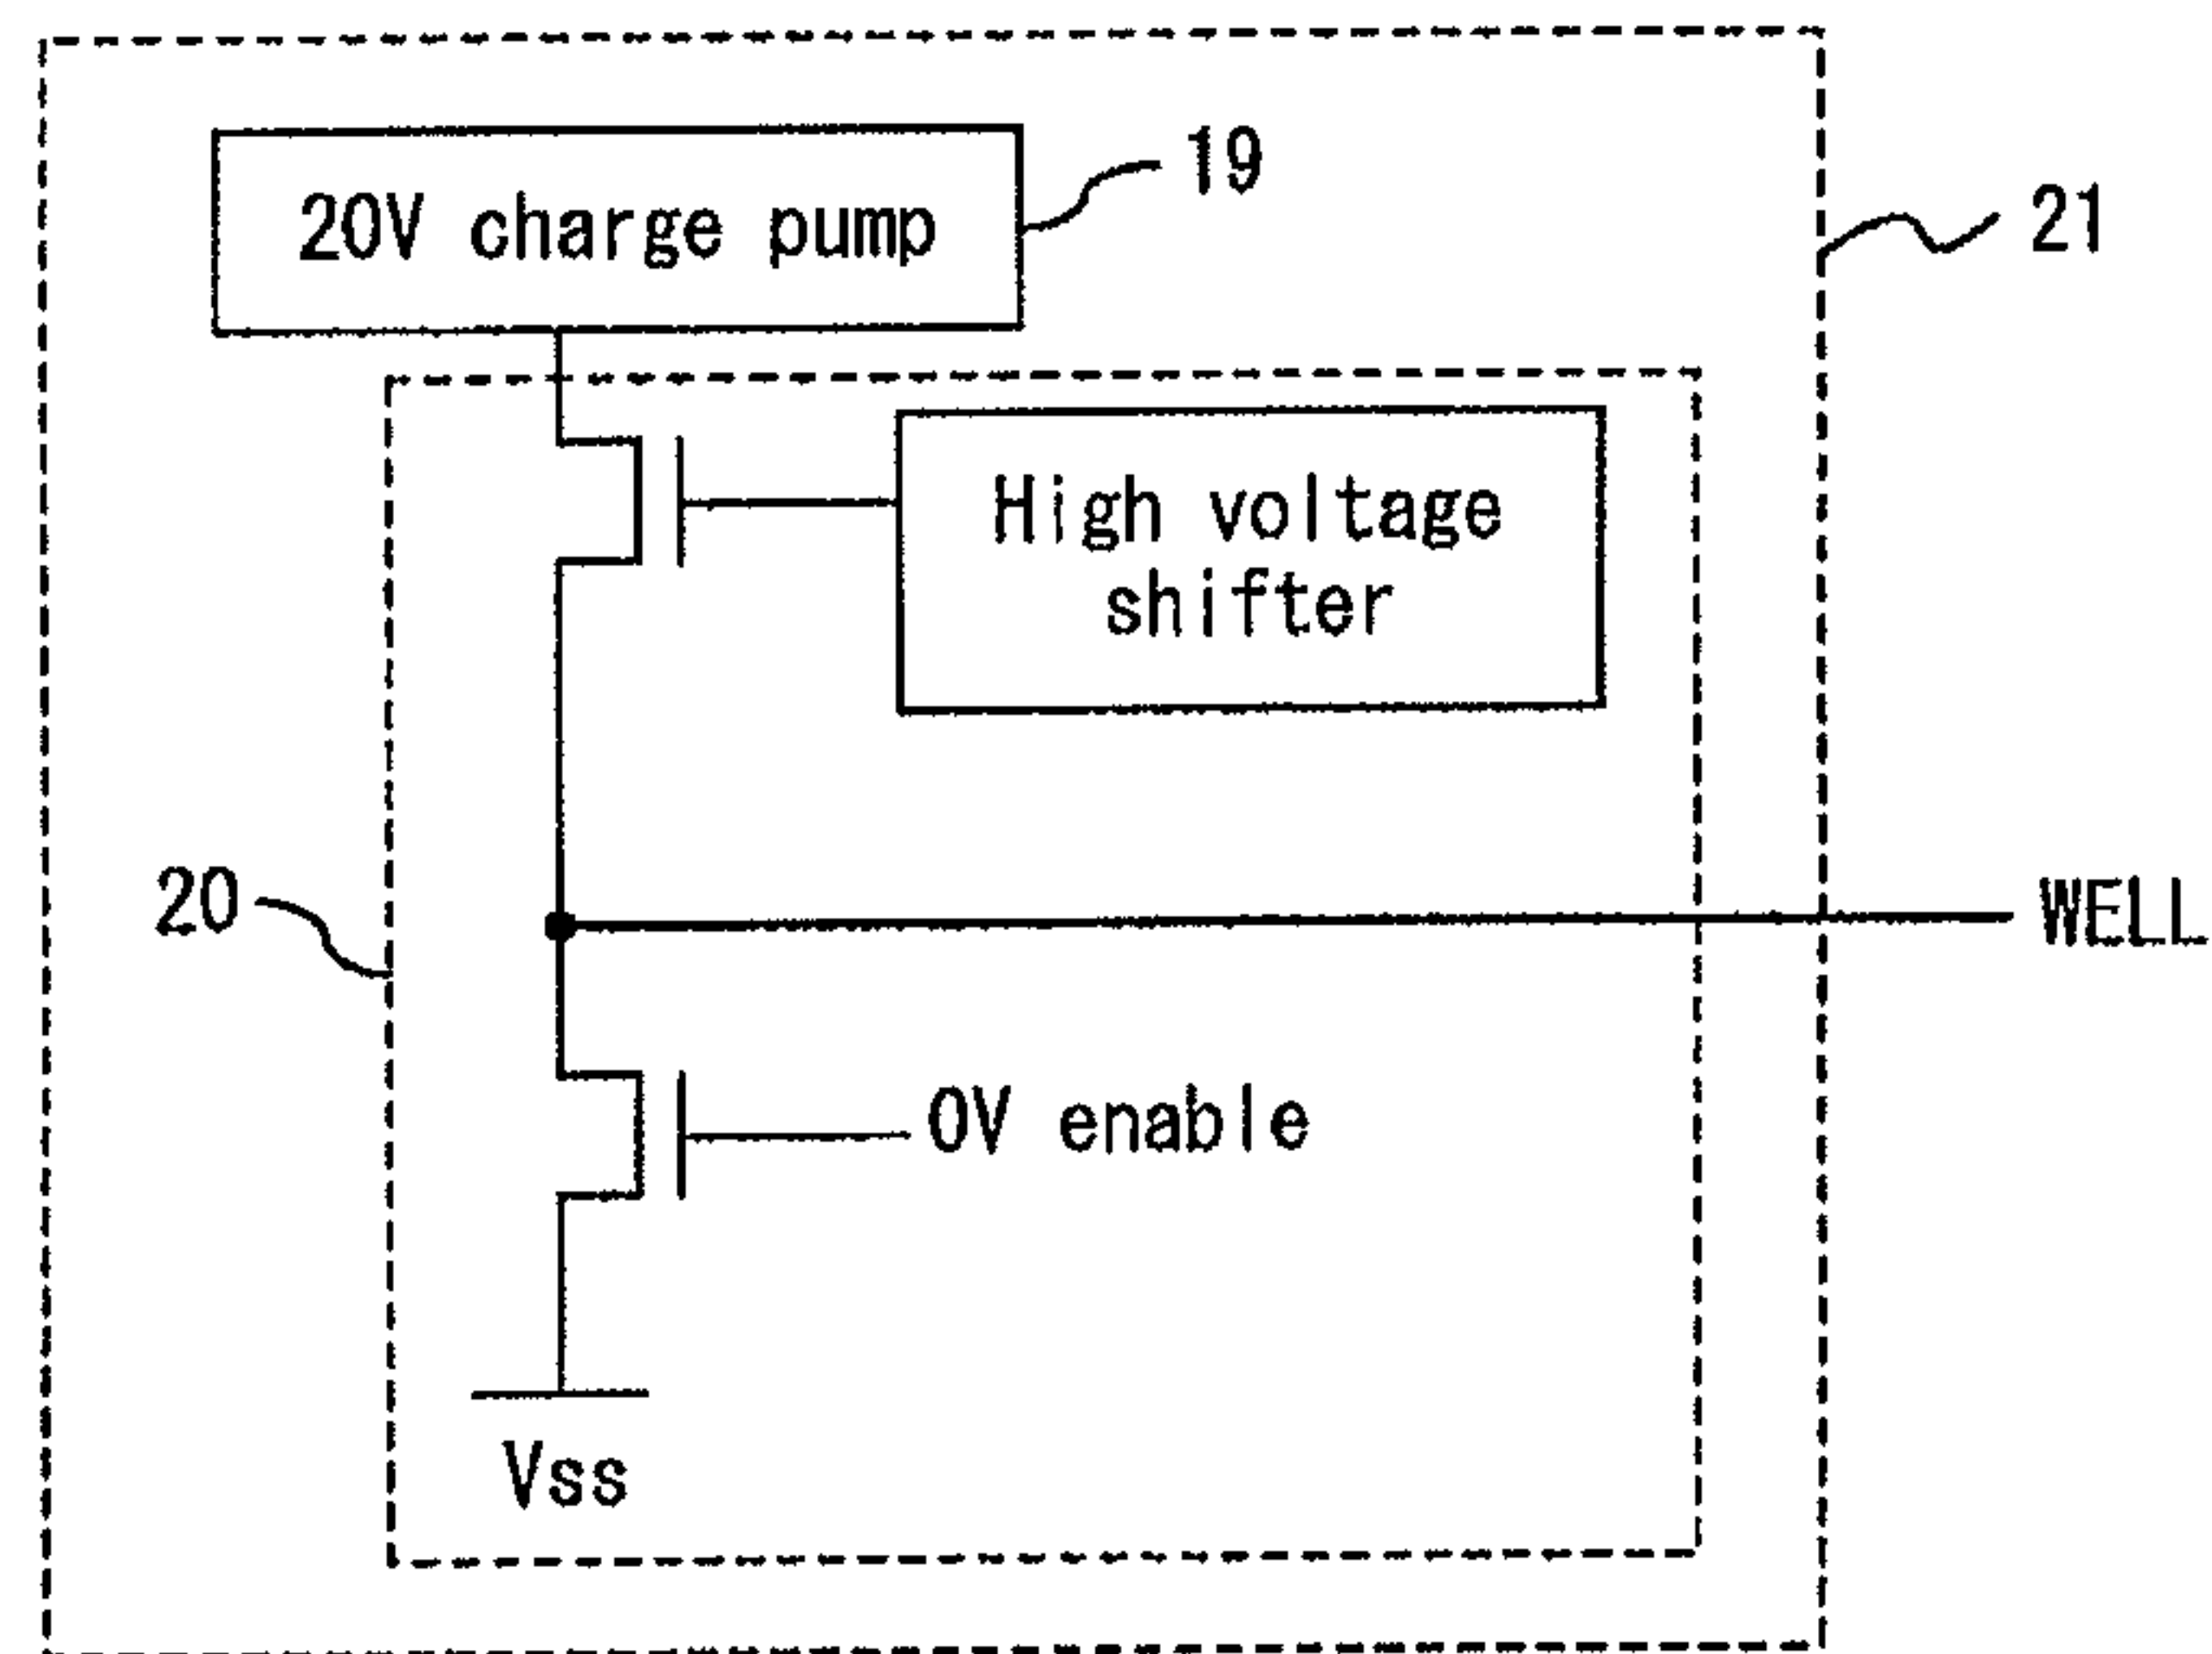 20V charge pump
19
21
High voltage
shifter
20
WELL
0V enable
Vss